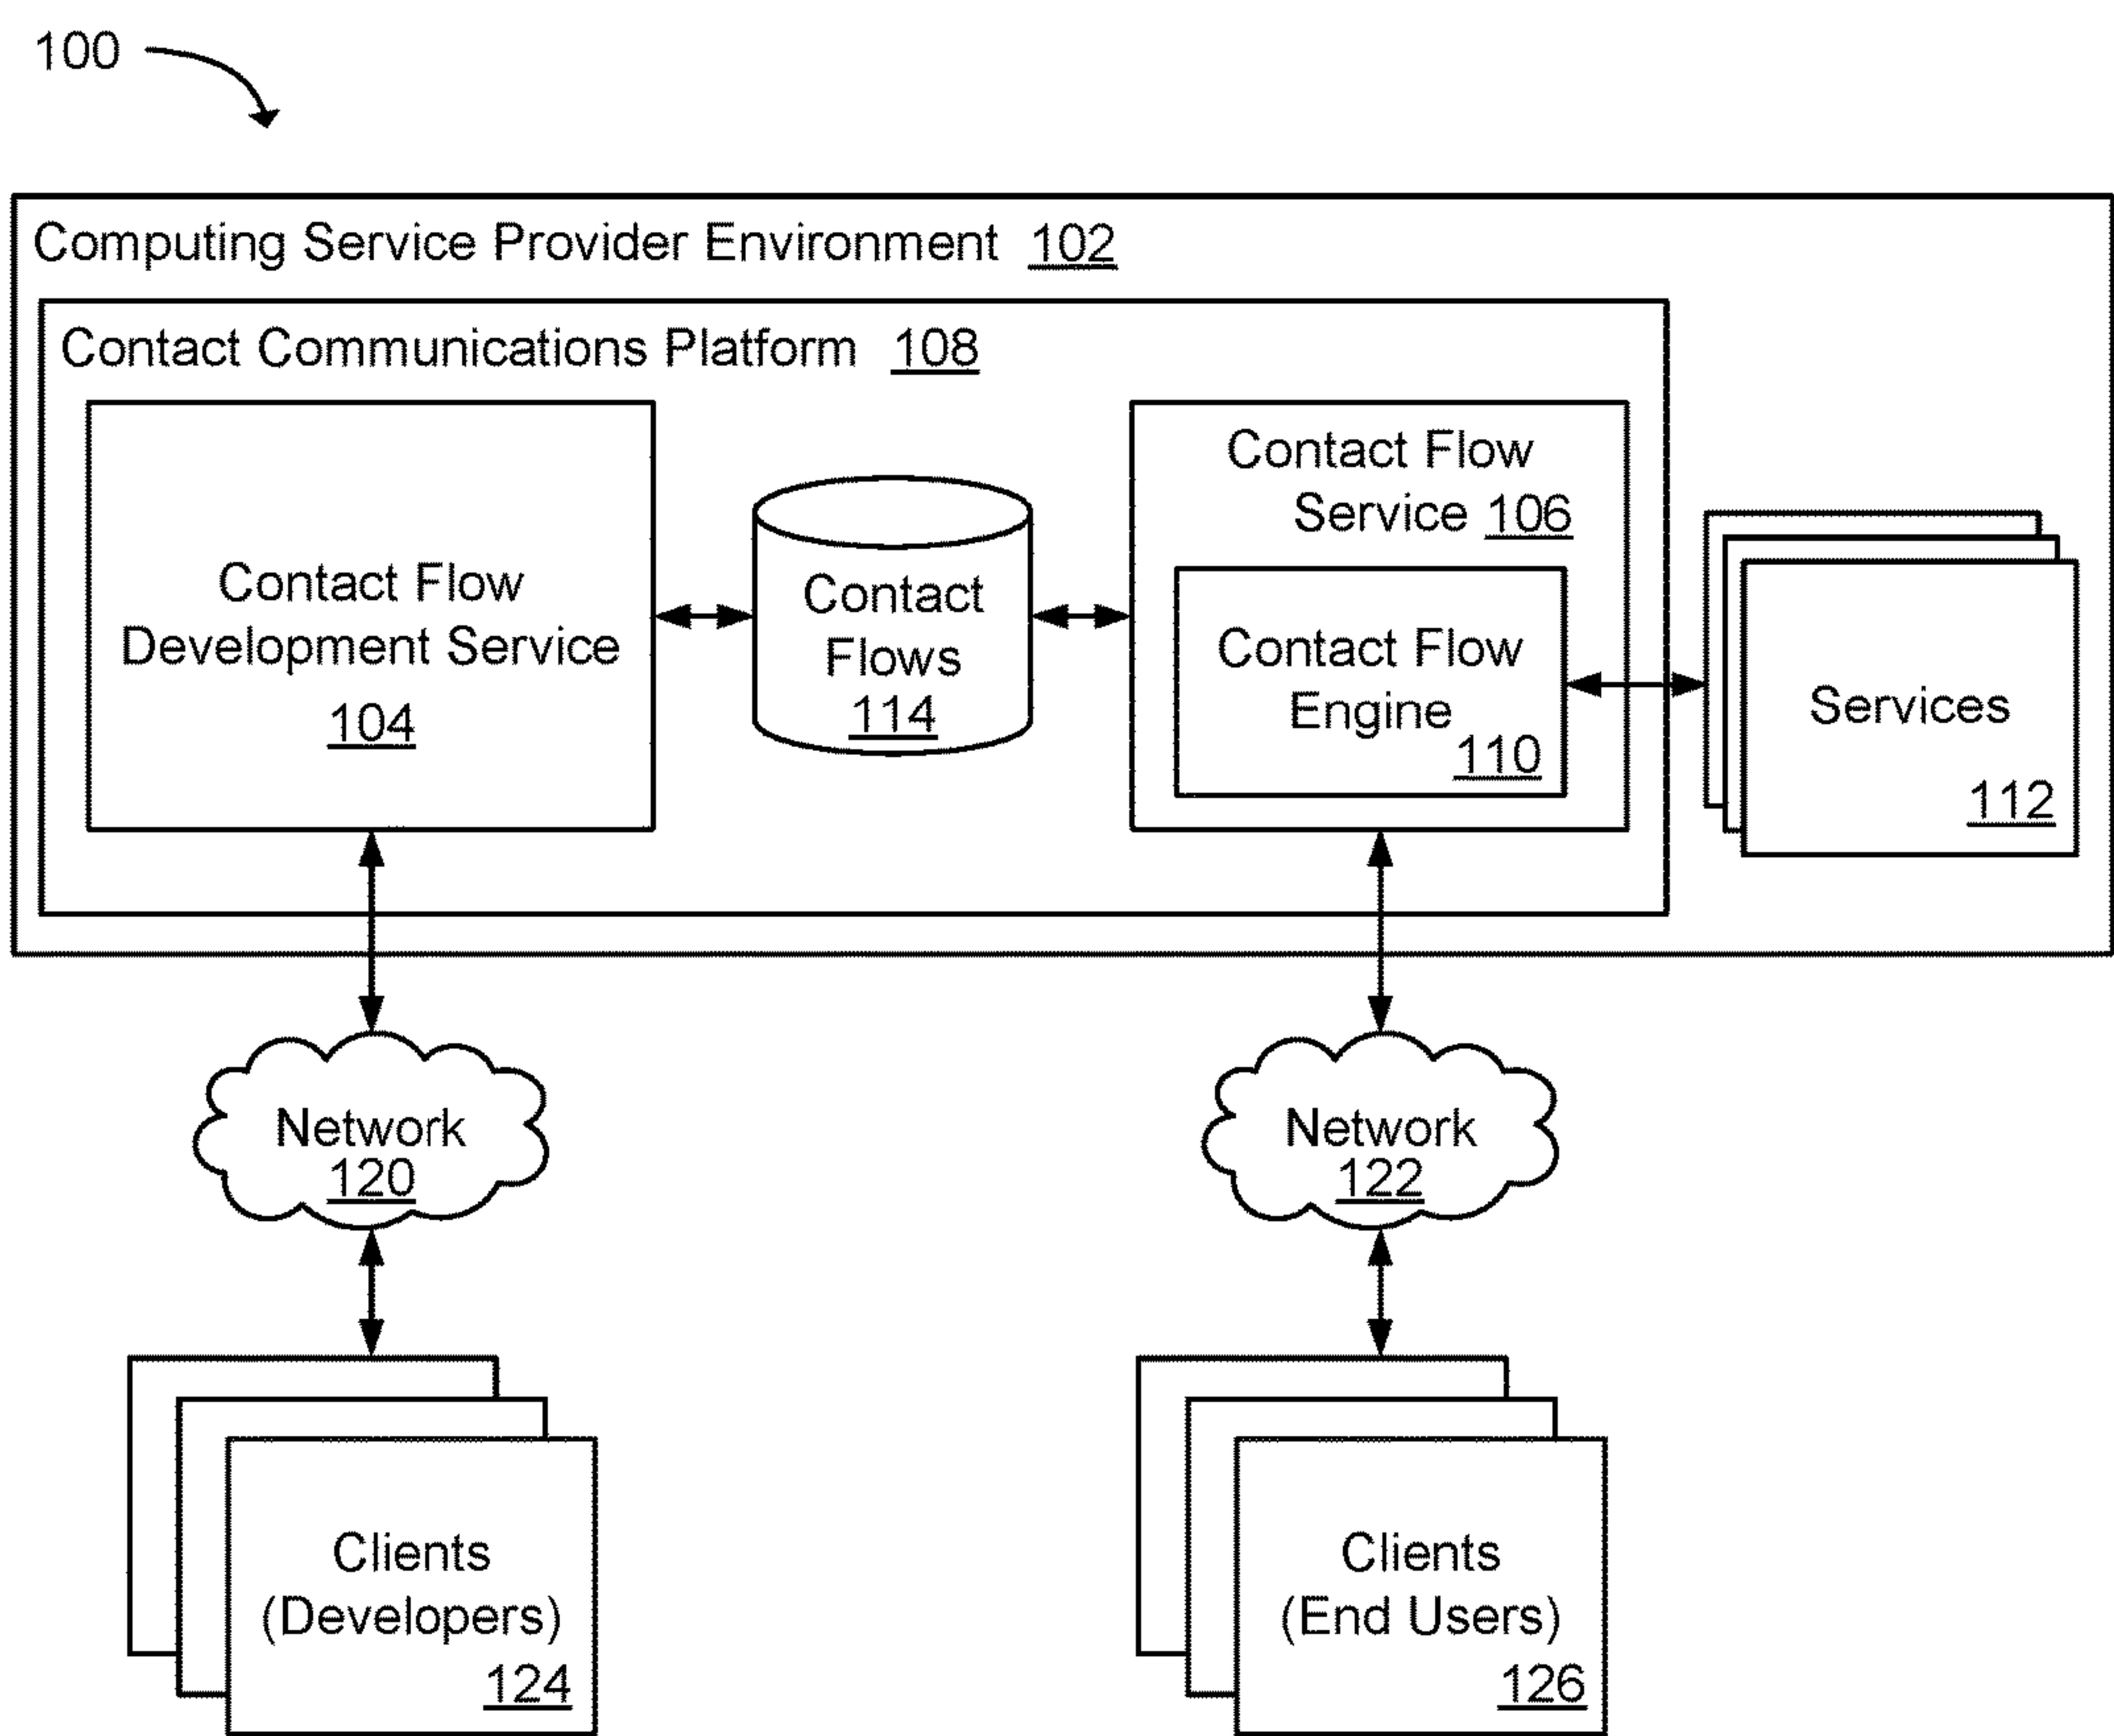 100
Computing Service Provider Environment 102
Contact Communications Platform 108
Contact Flow
Development Service
104
Contact
Flows
114
Contact Flow
Service 106
Contact Flow
Engine
110
Services
112
Network
120
Network
122
Clients
(Developers)
124
Clients
(End Users)
126